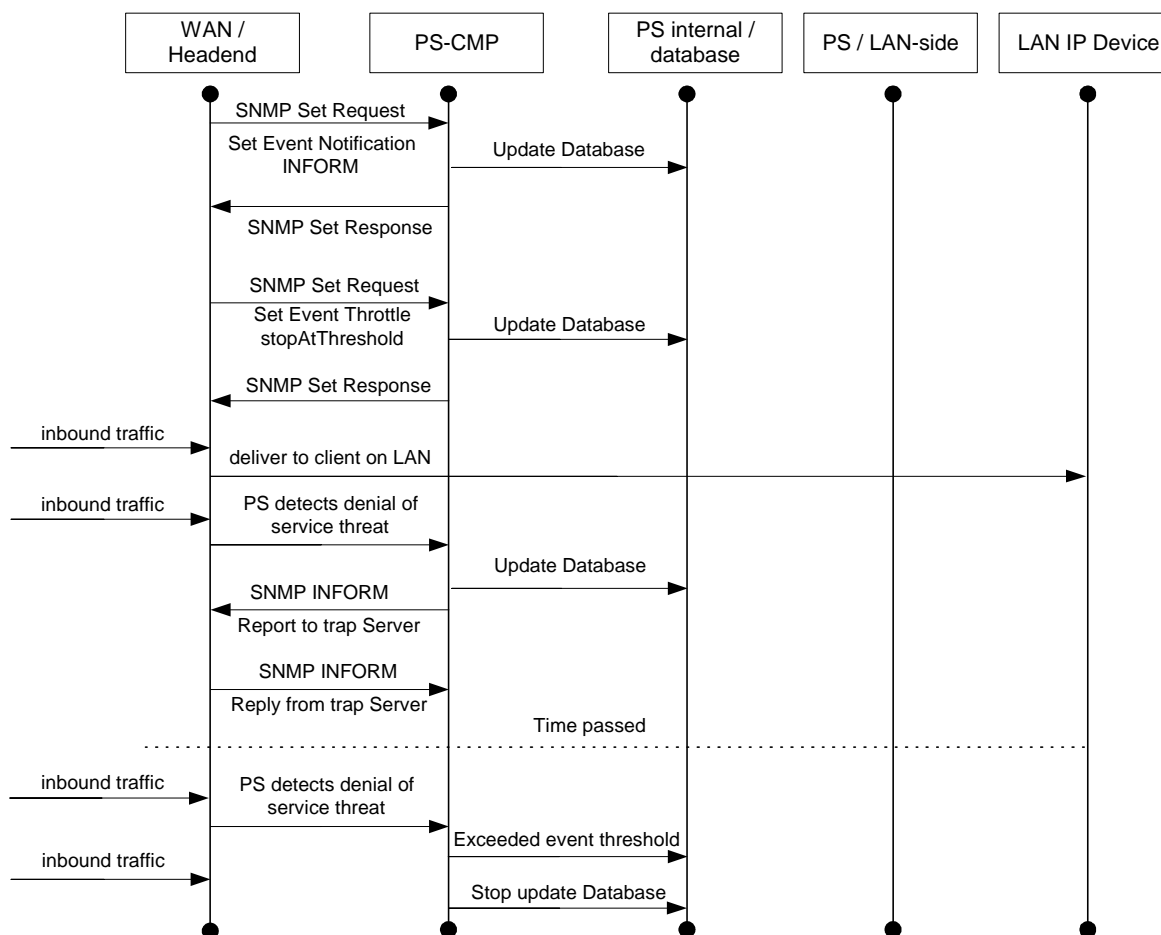 WAN /
Headend
PS-CMP
PS internal /
database
PS / LAN-side
LAN IP Device
SNMP Set Request
Set Event Notification
INFORM
Update Database
SNMP Set Response
SNMP Set Request
Set Event Throttle
stopAtThreshold
Update Database
SNMP Set Response
inbound traffic
deliver to client on LAN
inbound traffic
PS detects denial of
service threat
Update Database
SNMP INFORM
Report to trap Server
SNMP INFORM
Reply from trap Server
Time passed
inbound traffic
PS detects denial of
service threat
Exceeded event threshold
inbound traffic
Stop update Database